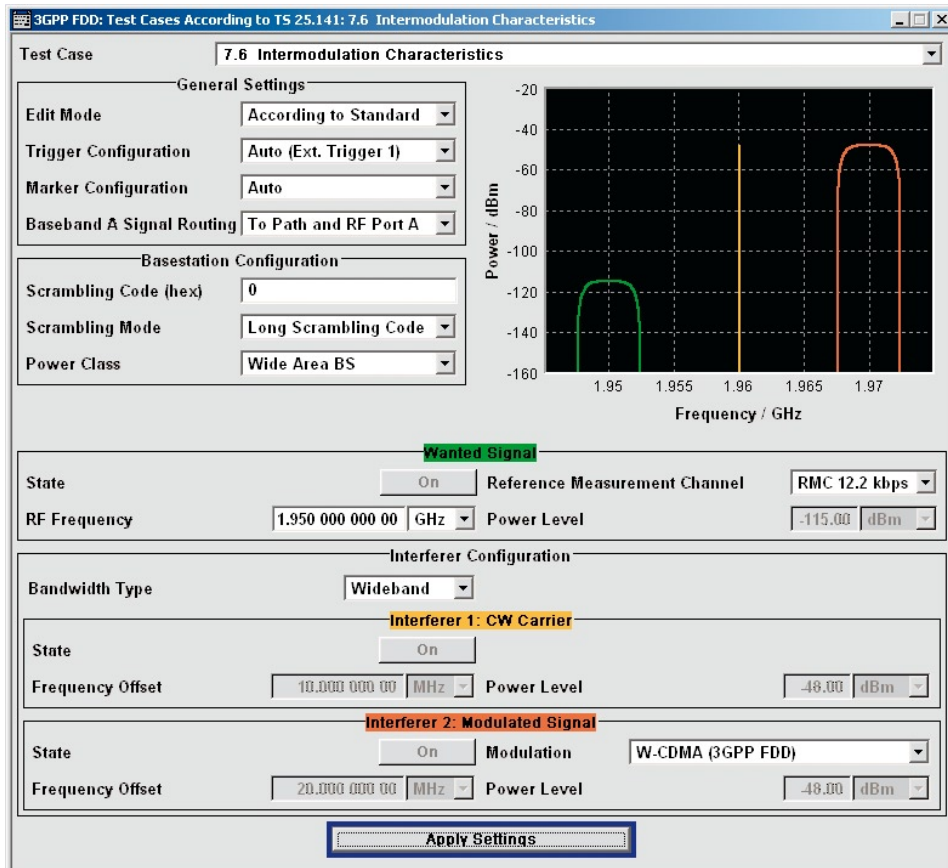 3GPP FDD: Test Cases According to TS 25.141: 7.6 Intermodulation Characteristics
Test Case 7.6 Intermodulation Characteristics
General Settings
Edit Mode According to Standard
Trigger Configuration Auto (Ext. Trigger 1)
Marker Configuration Auto
Baseband A Signal Routing To Path and RF Port A
Basestation Configuration
Scrambling Code (hex) 0
Scrambling Mode Long Scrambling Code
Power Class Wide Area BS
-20
-40
-60
-80
-100
-120
-140
-160
Power / dBm
1.95 1.955 1.96 1.965 1.97
Frequency / GHz
Wanted Signal
State On Reference Measurement Channel RMC 12.2 kbps
RF Frequency 1.950 000 000 00 GHz Power Level -115.00 dBm
Interferer Configuration
Bandwidth Type Wideband
Interferer 1: CW Carrier
State On
Frequency Offset 10.000 000 00 MHz Power Level -48.00 dBm
Interferer 2: Modulated Signal
State On Modulation W-CDMA (3GPP FDD)
Frequency Offset 20.000 000 00 MHz Power Level -48.00 dBm
Apply Settings